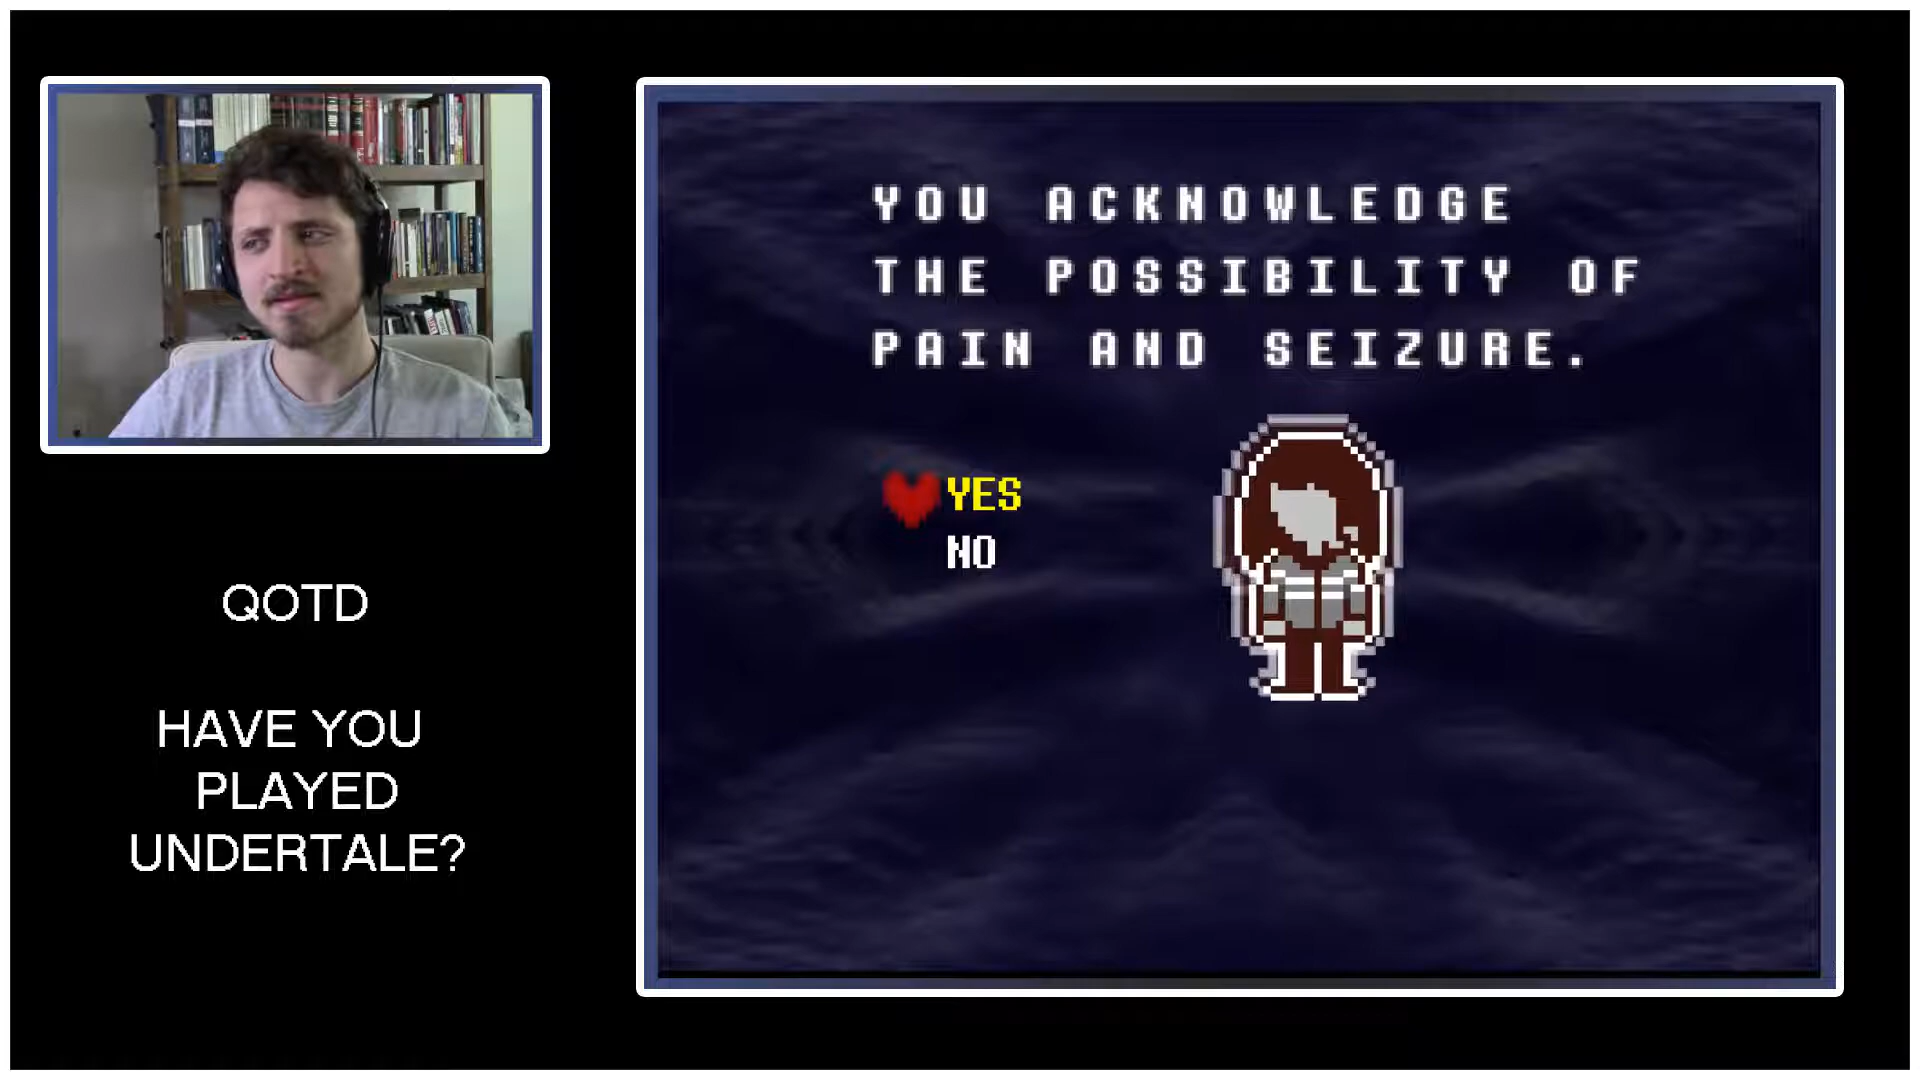 YOU ACKNOWLEDGE
THE POSSIBILITY OF
PAIN AND SEIZURE.
YES
NO
QOTD
HAVE YOU
PLAYED
UNDERTALE?